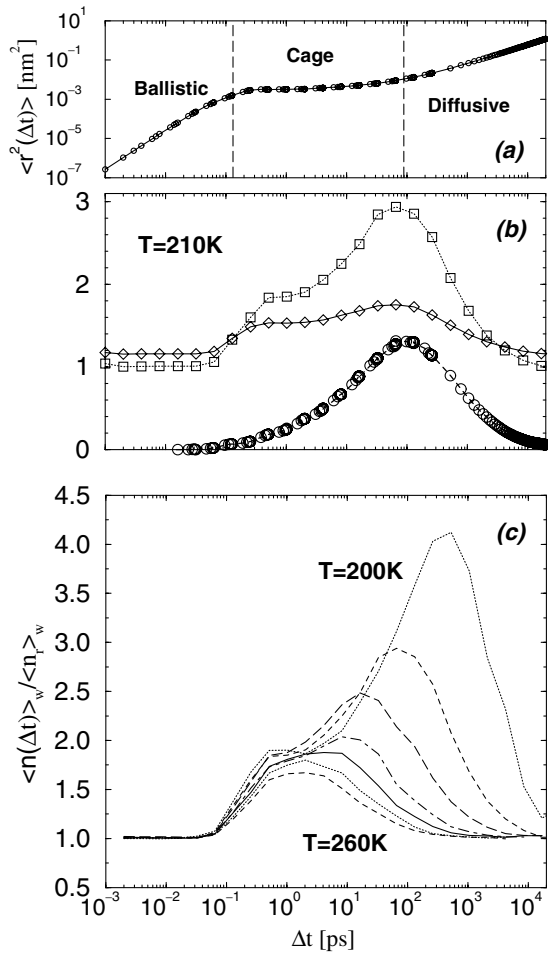 10¹
10⁻¹
10⁻³
10⁻⁵
10⁻⁷
<r²(Δt)> [nm²]
Ballistic
Cage
Diffusive
(a)
3
2
1
0
T=210K
(b)
4.5
4.0
3.5
3.0
2.5
2.0
1.5
1.0
0.5
<n(Δt)>w/<nr>w
(c)
T=200K
T=260K
10⁻³ 10⁻² 10⁻¹ 10⁰ 10¹ 10² 10³ 10⁴
Δt [ps]